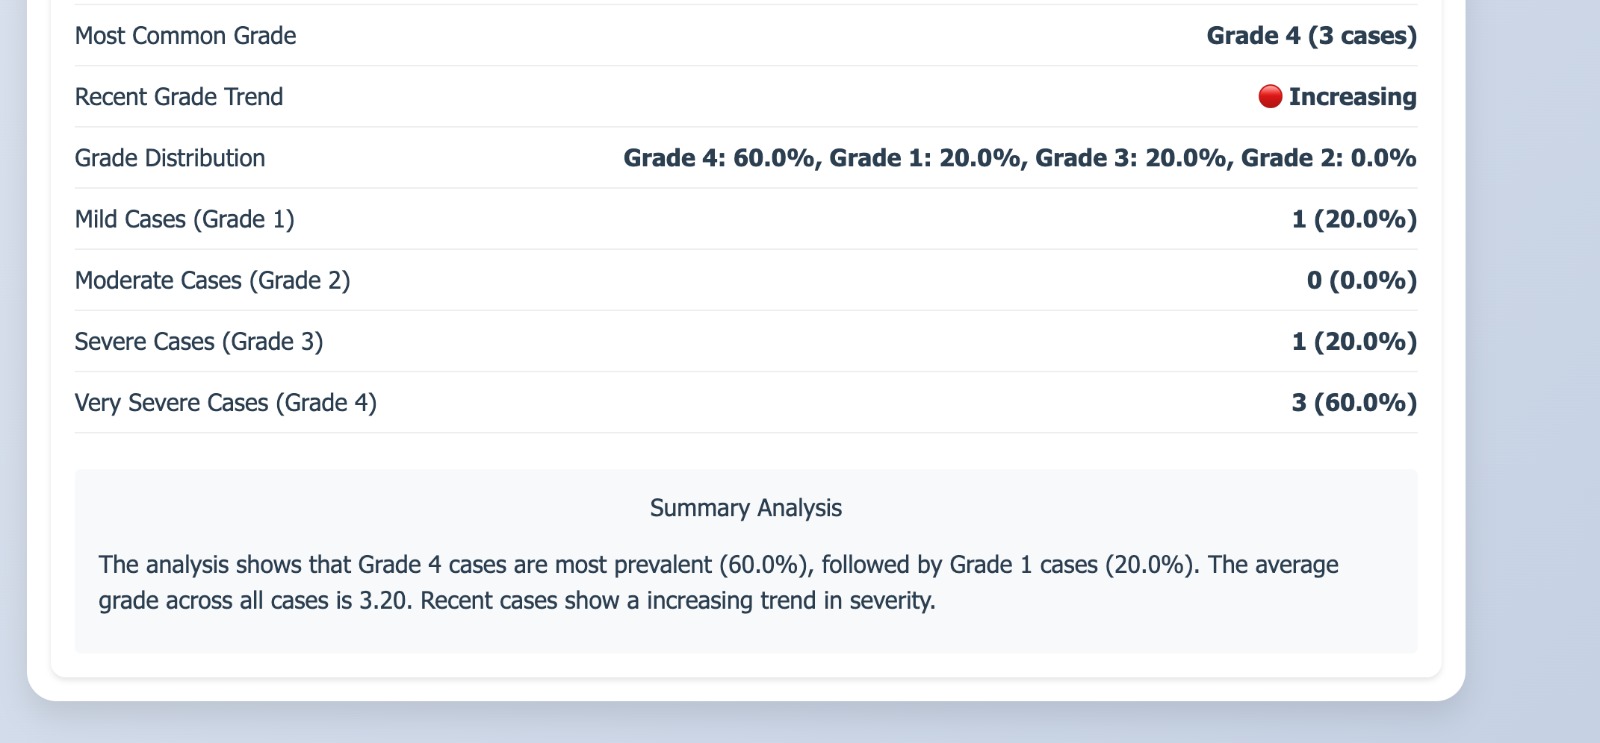 Most Common Grade Grade 4 (3 cases)
Recent Grade Trend Increasing
Grade Distribution Grade 4: 60.0%, Grade 1: 20.0%, Grade 3: 20.0%, Grade 2: 0.0%
Mild Cases (Grade 1) 1 (20.0%)
Moderate Cases (Grade 2) 0 (0.0%)
Severe Cases (Grade 3) 1 (20.0%)
Very Severe Cases (Grade 4) 3 (60.0%)
Summary Analysis
The analysis shows that Grade 4 cases are most prevalent (60.0%), followed by Grade 1 cases (20.0%). The average
grade across all cases is 3.20. Recent cases show a increasing trend in severity.